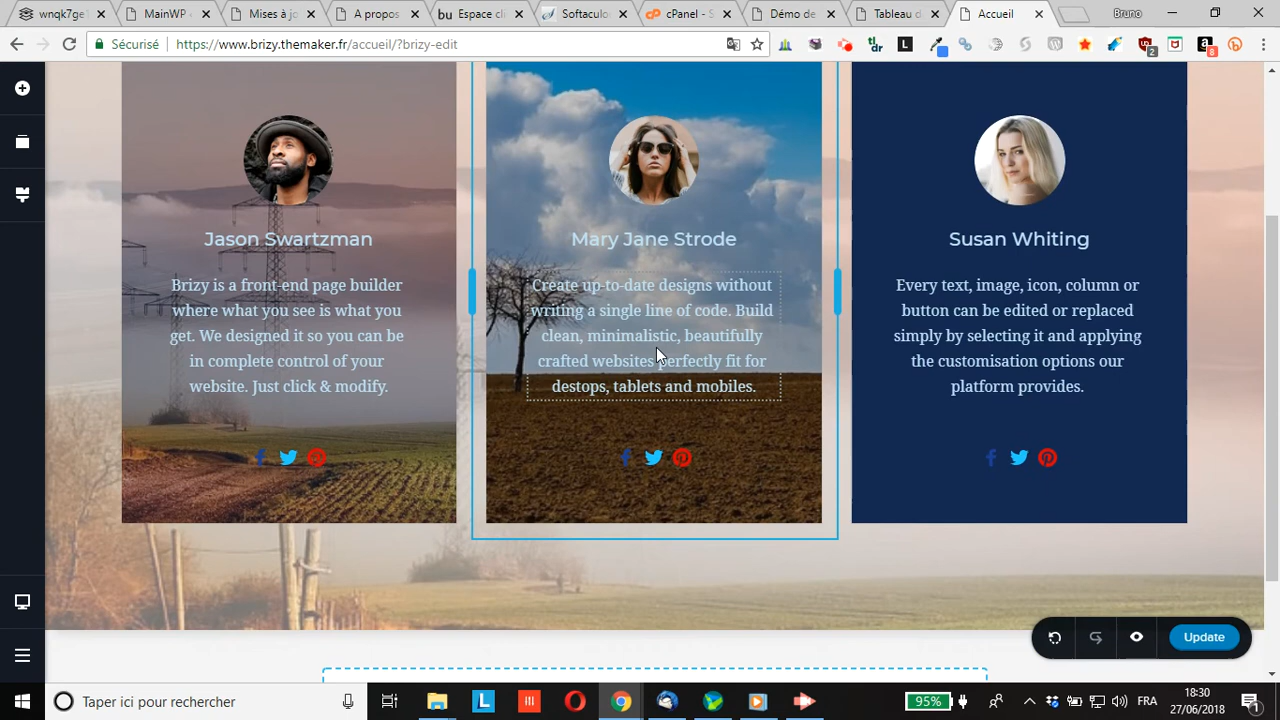 wnqk7get
MainWP
Mises à jo
A propos
Espace cli
Softaculo
cPanel - S
Démo de
Tableau d
Accueil
Bruno
Sécurisé
https://www.brizy.themaker.fr/accueil/?brizy-edit
Jason Swartzman
Brizy is a front-end page builder
where what you see is what you
get. We designed it so you can be
in complete control of your
website. Just click & modify.
Mary Jane Strode
Create up-to-date designs without
writing a single line of code. Build
clean, minimalistic, beautifully
crafted websites perfectly fit for
destops, tablets and mobiles.
Susan Whiting
Every text, image, icon, column or
button can be edited or replaced
simply by selecting it and applying
the customisation options our
platform provides.
Update
Taper ici pour rechercher
95%
FRA
18:30
27/06/2018